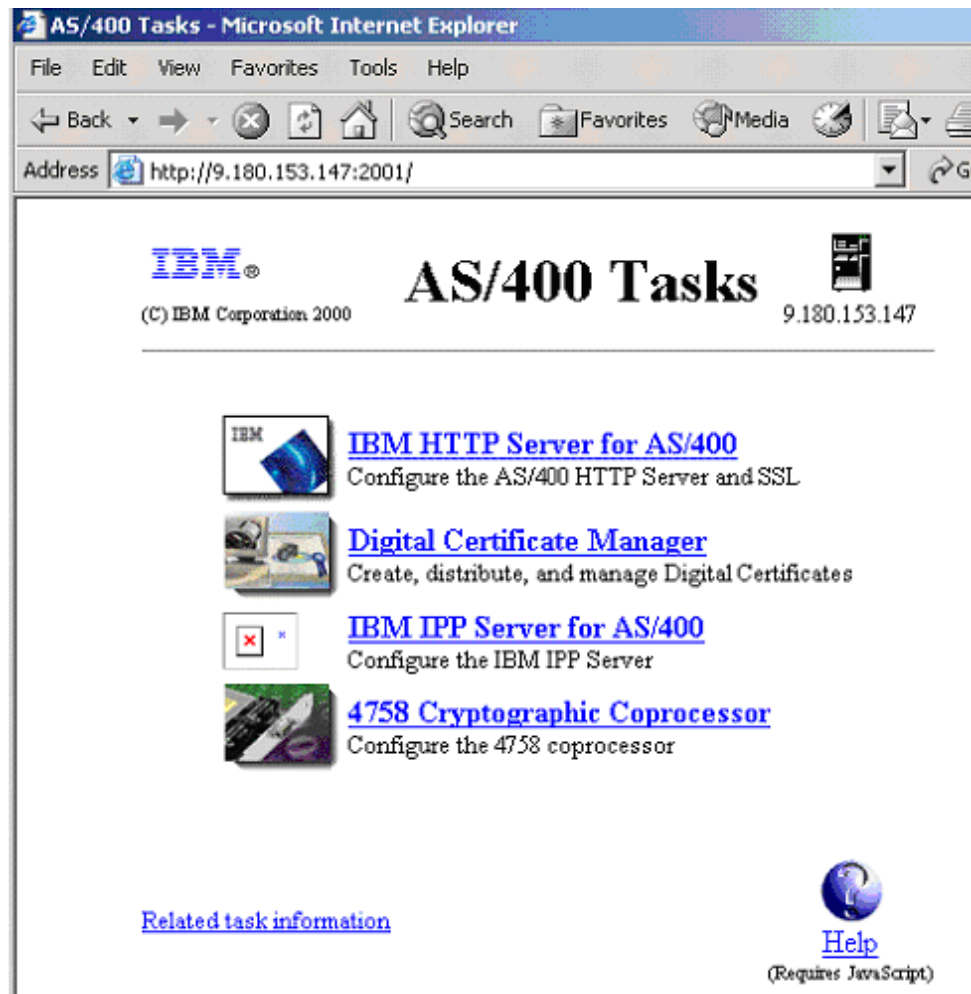 AS/400 Tasks - Microsoft Internet Explorer
File Edit View Favorites Tools Help
Back Search Favorites Media
Address http://9.180.153.147:2001/ G
IBM®
AS/400 Tasks
(C) IBM Corporation 2000
9.180.153.147
IBM
IBM HTTP Server for AS/400
Configure the AS/400 HTTP Server and SSL
Digital Certificate Manager
Create, distribute, and manage Digital Certificates
IBM IPP Server for AS/400
Configure the IBM IPP Server
4758 Cryptographic Coprocessor
Configure the 4758 coprocessor
Related task information
Help
(Requires JavaScript)